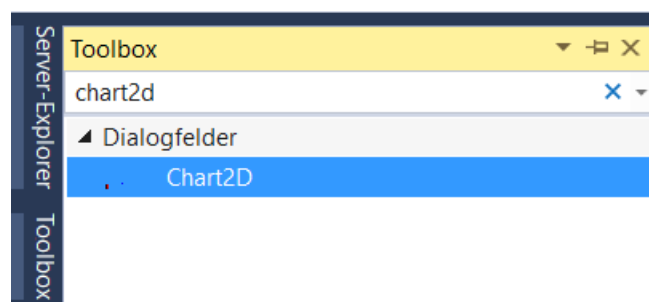 Server-Explorer
Toolbox
Toolbox
chart2d
Dialogfelder
Chart2D